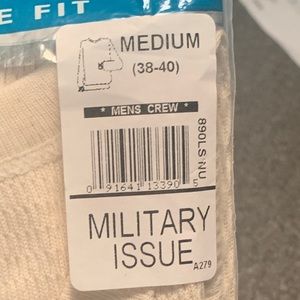 E FIT
MEDIUM
(38-40)
* MENS CREW *
890LS NU
0 91641 13390 5
MILITARY
ISSUE
A279